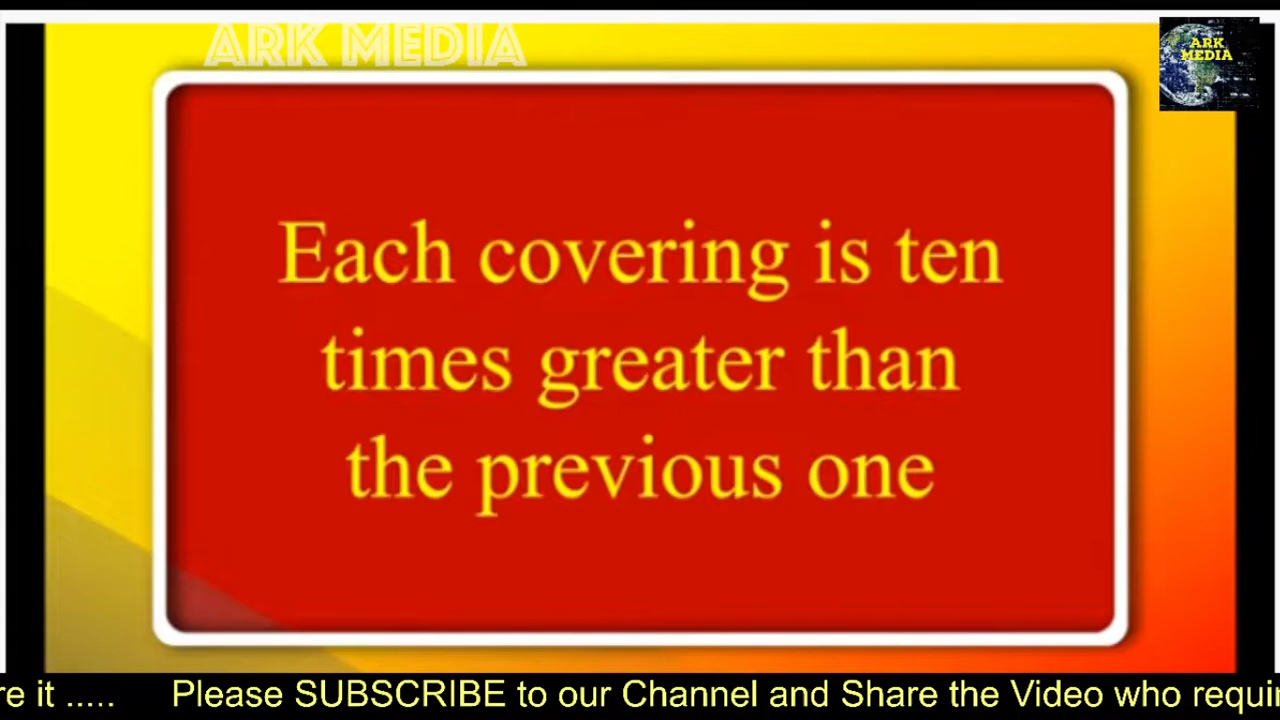 ARK MEDIA
ARK
MEDIA
Each covering is ten
times greater than
the previous one
re it ..... Please SUBSCRIBE to our Channel and Share the Video who requi